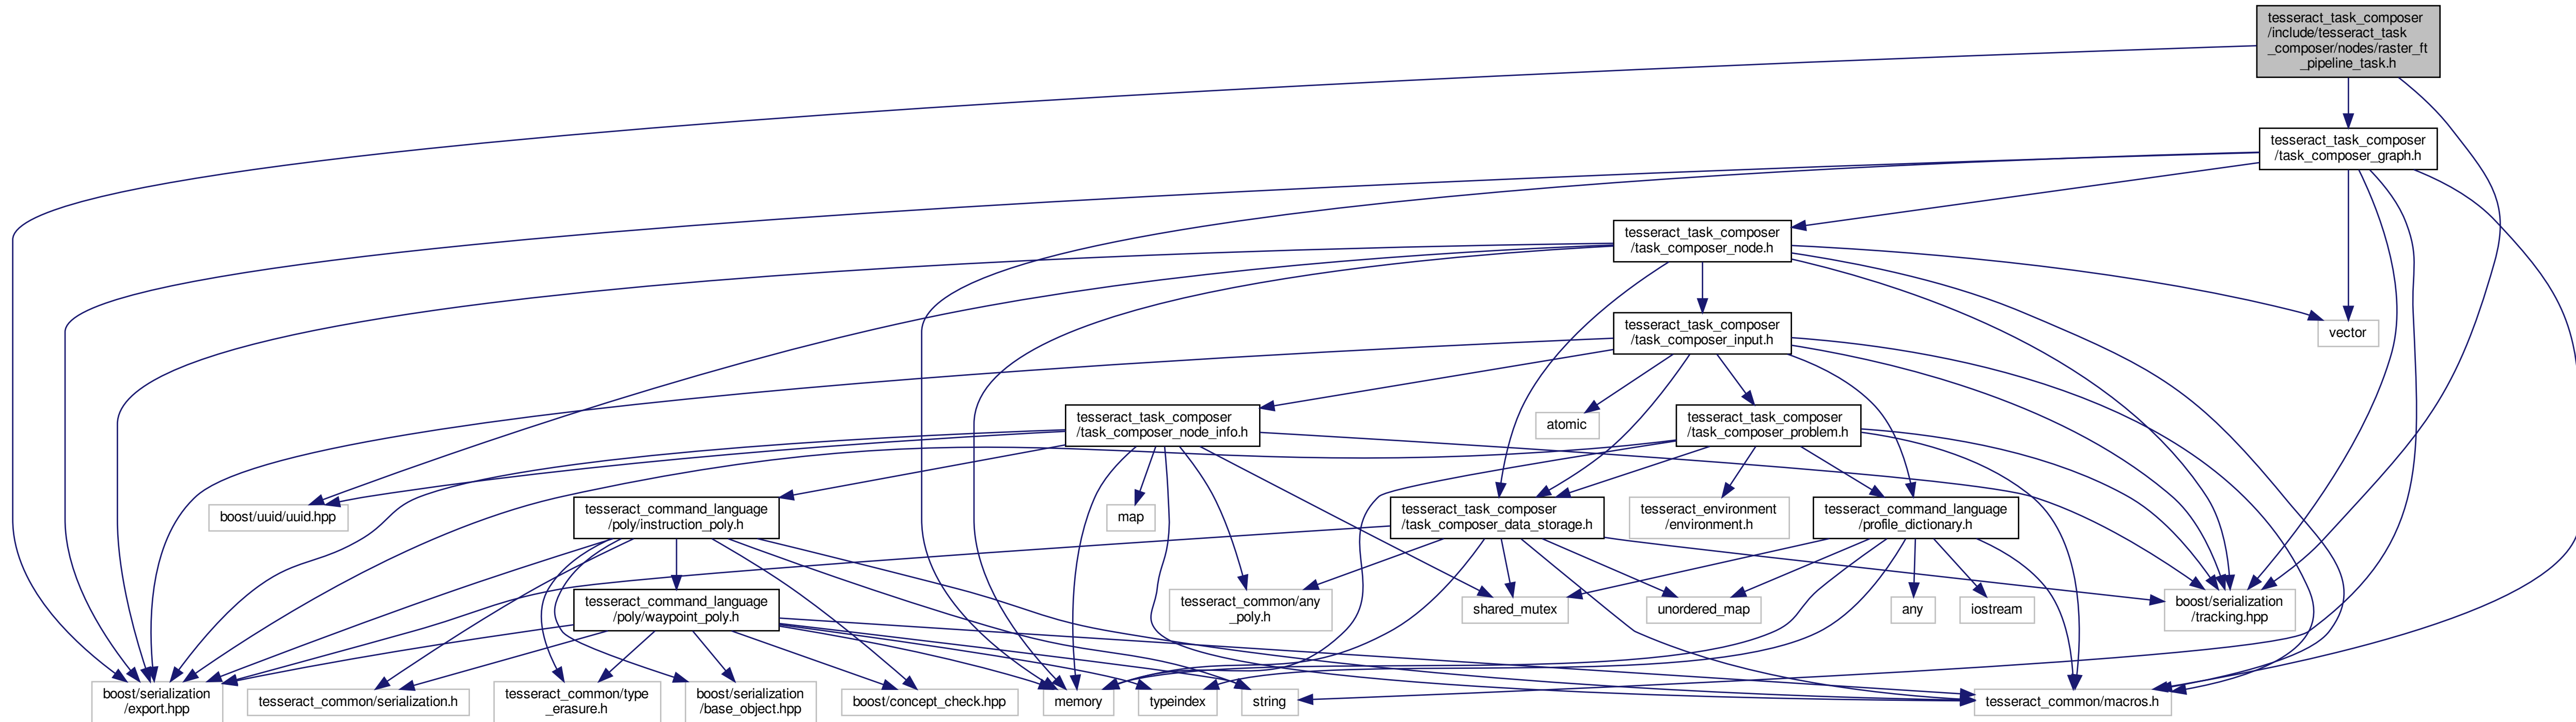 tesseract_task_composer
/include/tesseract_task
_composer/nodes/raster_ft
_pipeline_task.h
tesseract_task_composer
/task_composer_graph.h
tesseract_task_composer
/task_composer_node.h
tesseract_task_composer
/task_composer_input.h
vector
tesseract_task_composer
/task_composer_node_info.h
atomic
tesseract_task_composer
/task_composer_problem.h
boost/uuid/uuid.hpp
tesseract_command_language
/poly/instruction_poly.h
map
tesseract_task_composer
/task_composer_data_storage.h
tesseract_environment
/environment.h
tesseract_command_language
/profile_dictionary.h
tesseract_command_language
/poly/waypoint_poly.h
tesseract_common/any
_poly.h
shared_mutex
unordered_map
any
iostream
boost/serialization
/tracking.hpp
boost/serialization
/export.hpp
tesseract_common/serialization.h
tesseract_common/type
_erasure.h
boost/serialization
/base_object.hpp
boost/concept_check.hpp
memory
typeindex
string
tesseract_common/macros.h